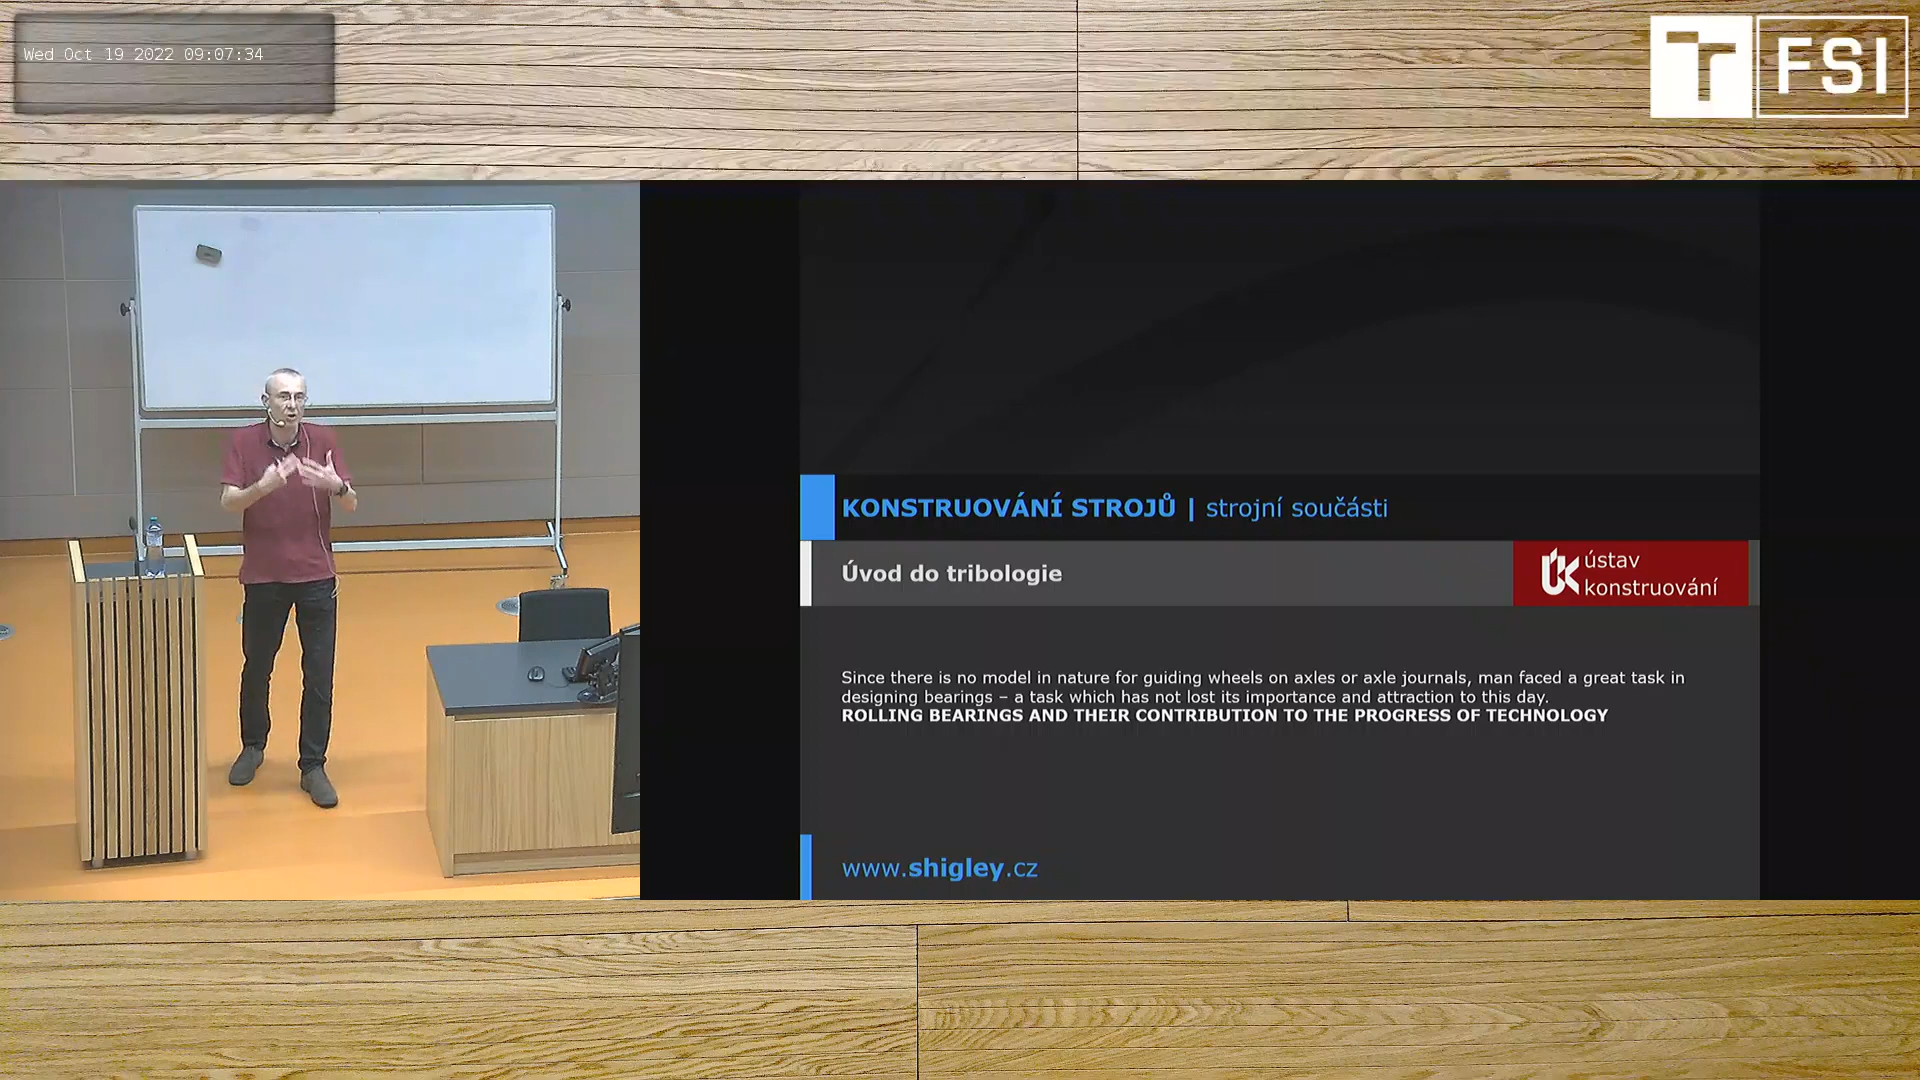 Wed Oct 19 2022 09:07:34
T FSI
KONSTRUOVÁNÍ STROJŮ | strojní součásti
Úvod do tribologie
ÚK ústav
konstruování
Since there is no model in nature for guiding wheels on axles or axle journals, man faced a great task in
designing bearings – a task which has not lost its importance and attraction to this day.
ROLLING BEARINGS AND THEIR CONTRIBUTION TO THE PROGRESS OF TECHNOLOGY
www.shigley.cz